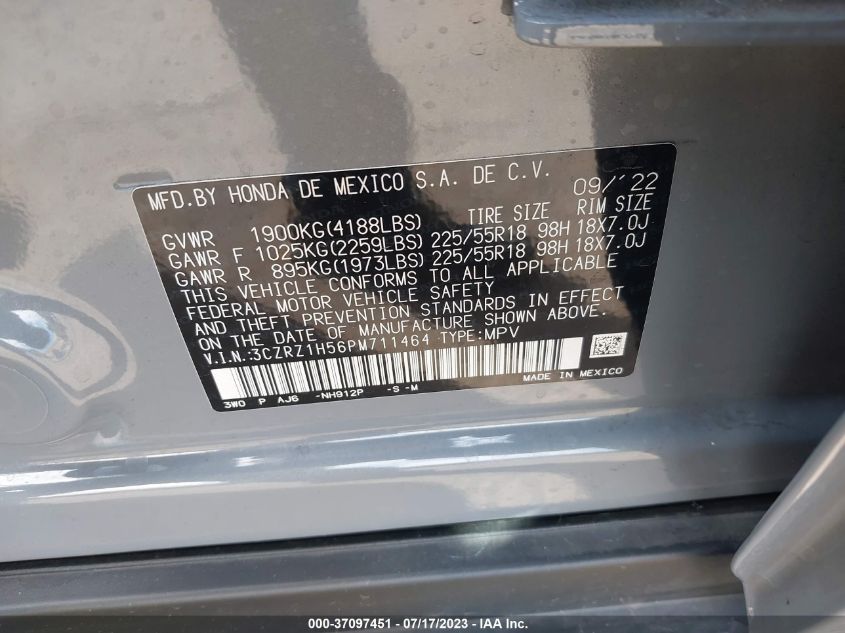 MFD.BY HONDA DE MEXICO S.A. DE C.V. 09/'22
TIRE SIZE RIM SIZE
GVWR 1900KG(4188LBS)
GAWR F 1025KG(2259LBS) 225/55R18 98H 18X7.0J
GAWR R 895KG(1973LBS) 225/55R18 98H 18X7.0J
THIS VEHICLE CONFORMS TO ALL APPLICABLE
FEDERAL MOTOR VEHICLE SAFETY
AND THEFT PREVENTION STANDARDS IN EFFECT
ON THE DATE OF MANUFACTURE SHOWN ABOVE.
V.I.N.:3CZRZ1H56PM711464 TYPE:MPV
3W0 P AJ6 -NH912P -S -M MADE IN MEXICO
000-37097451 - 07/17/2023 - IAA Inc.